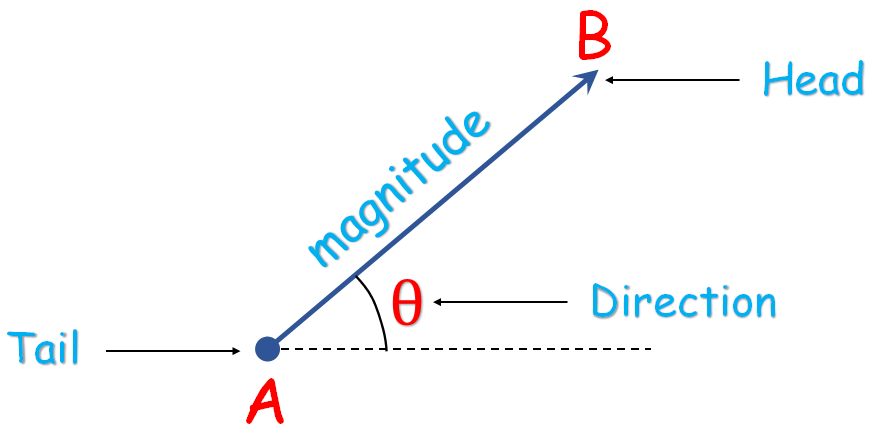 B
Head
magnitude
θ
Direction
Tail
A